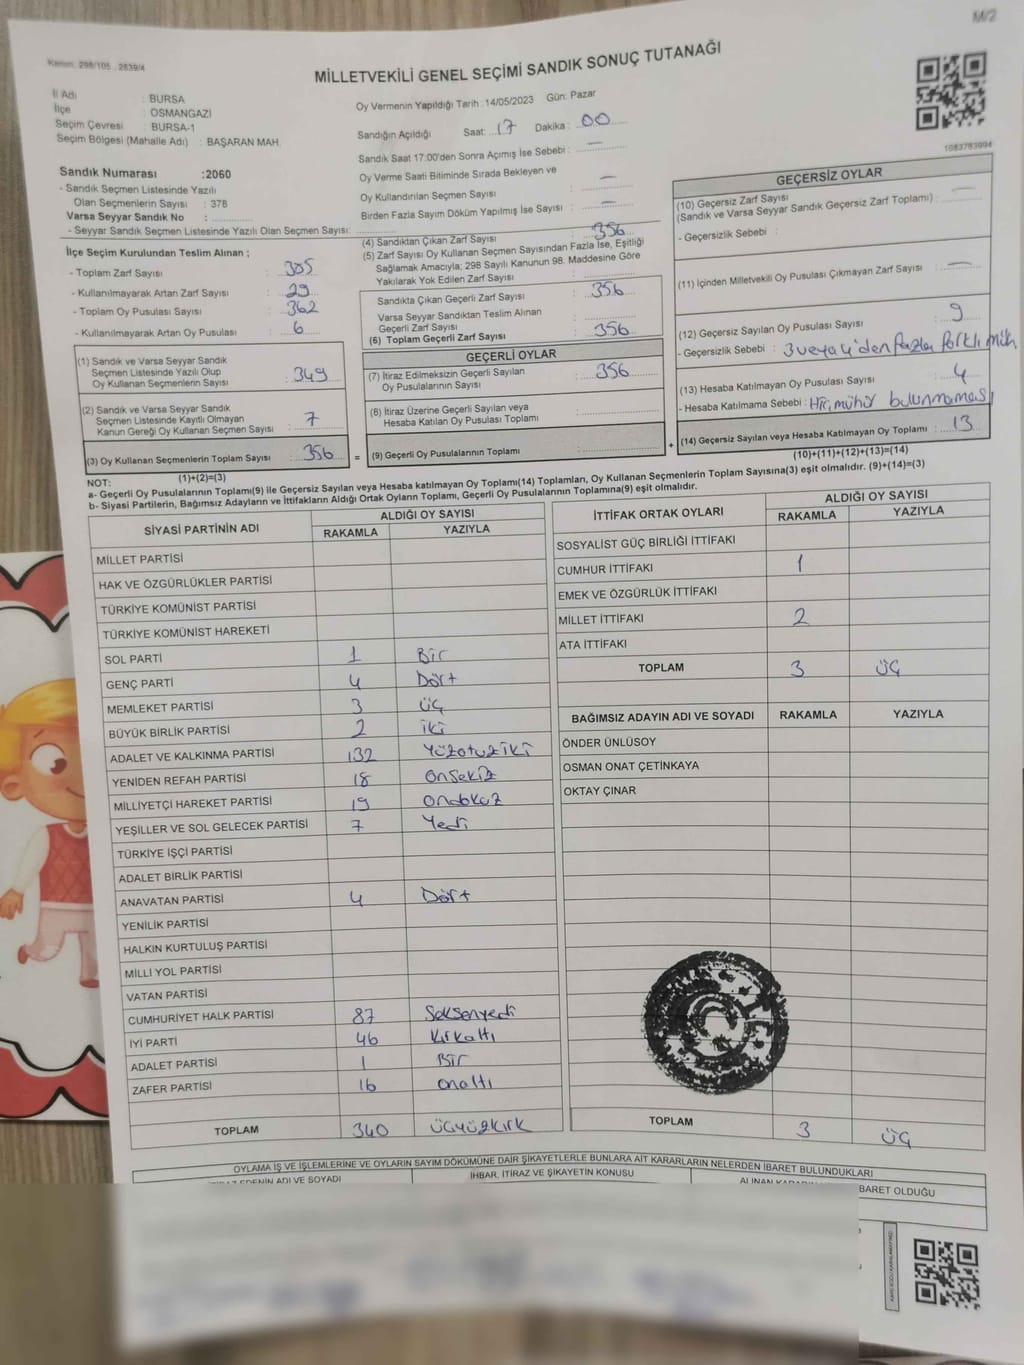 M/2
Kanun: 298/105 . 2839/4
MİLLETVEKİLİ GENEL SEÇİMİ SANDIK SONUÇ TUTANAĞI
İl Adı : BURSA
İlçe : OSMANGAZİ
Seçim Çevresi : BURSA-1
Seçim Bölgesi (Mahalle Adı) : BAŞARAN MAH.
Oy Vermenin Yapıldığı Tarih : 14/05/2023 Gün: Pazar
Sandığın Açıldığı Saat: 17 Dakika : 00
Sandık Saat 17:00'den Sonra Açımış İse Sebebi : —
Oy Verme Saati Bitiminde Sırada Bekleyen ve
Oy Kullandırılan Seçmen Sayısı : —
Birden Fazla Sayım Döküm Yapılmış İse Sayısı : —
1083783994
Sandık Numarası :2060
- Sandık Seçmen Listesinde Yazılı
Olan Seçmenlerin Sayısı : 378
Varsa Seyyar Sandık No :
- Seyyar Sandık Seçmen Listesinde Yazılı Olan Seçmen Sayısı:
İlçe Seçim Kurulundan Teslim Alınan ;
- Toplam Zarf Sayısı : 385
- Kullanılmayarak Artan Zarf Sayısı : 29
- Toplam Oy Pusulası Sayısı : 362
- Kullanılmayarak Artan Oy Pusulası : 6
(1) Sandık ve Varsa Seyyar Sandık
Seçmen Listesinde Yazılı Olup
Oy Kullanan Seçmenlerin Sayısı : 349
(2) Sandık ve Varsa Seyyar Sandık
Seçmen Listesinde Kayıtlı Olmayan
Kanun Gereği Oy Kullanan Seçmen Sayısı : 7
(3) Oy Kullanan Seçmenlerin Toplam Sayısı : 356
(1)+(2)=(3)
(4) Sandıktan Çıkan Zarf Sayısı : 356
(5) Zarf Sayısı Oy Kullanan Seçmen Sayısından Fazla İse, Eşitliği
Sağlamak Amacıyla; 298 Sayılı Kanunun 98. Maddesine Göre
Yakılarak Yok Edilen Zarf Sayısı :
Sandıkta Çıkan Geçerli Zarf Sayısı : 356
Varsa Seyyar Sandıktan Teslim Alınan
Geçerli Zarf Sayısı :
(6) Toplam Geçerli Zarf Sayısı : 356
GEÇERLİ OYLAR
(7) İtiraz Edilmeksizin Geçerli Sayılan
Oy Pusulalarının Sayısı : 356
(8) İtiraz Üzerine Geçerli Sayılan veya
Hesaba Katılan Oy Pusulası Toplamı :
= (9) Geçerli Oy Pusulalarının Toplamı :
GEÇERSİZ OYLAR
(10) Geçersiz Zarf Sayısı
(Sandık ve Varsa Seyyar Sandık Geçersiz Zarf Toplamı) : —
- Geçersizlik Sebebi :
(11) İçinden Milletvekili Oy Pusulası Çıkmayan Zarf Sayısı : —
(12) Geçersiz Sayılan Oy Pusulası Sayısı : 9
- Geçersizlik Sebebi : 3 veya 4'den fazla farklı müh
(13) Hesaba Katılmayan Oy Pusulası Sayısı : 4
- Hesaba Katılmama Sebebi : Hiç mühür bulunmaması
+ (14) Geçersiz Sayılan veya Hesaba Katılmayan Oy Toplamı : 13
(10)+(11)+(12)+(13)=(14)
NOT:
a- Geçerli Oy Pusulalarının Toplamı(9) ile Geçersiz Sayılan veya Hesaba katılmayan Oy Toplamı(14) Toplamları, Oy Kullanan Seçmenlerin Toplam Sayısına(3) eşit olmalıdır. (9)+(14)=(3)
b- Siyasi Partilerin, Bağımsız Adayların ve İttifakların Aldığı Ortak Oyların Toplamı, Geçerli Oy Pusulalarının Toplamına(9) eşit olmalıdır.
SİYASİ PARTİNİN ADI ALDIĞI OY SAYISI
RAKAMLA YAZIYLA
MİLLET PARTİSİ
HAK VE ÖZGÜRLÜKLER PARTİSİ
TÜRKİYE KOMÜNİST PARTİSİ
TÜRKİYE KOMÜNİST HAREKETİ
SOL PARTİ 1 Bir
GENÇ PARTİ 4 Dört
MEMLEKET PARTİSİ 3 üç
BÜYÜK BİRLİK PARTİSİ 2 iki
ADALET VE KALKINMA PARTİSİ 132 Yüzotuziki
YENİDEN REFAH PARTİSİ 18 Onsekiz
MİLLİYETÇİ HAREKET PARTİSİ 19 Ondokuz
YEŞİLLER VE SOL GELECEK PARTİSİ 7 Yedi
TÜRKİYE İŞÇİ PARTİSİ
ADALET BİRLİK PARTİSİ
ANAVATAN PARTİSİ 4 Dört
YENİLİK PARTİSİ
HALKIN KURTULUŞ PARTİSİ
MİLLİ YOL PARTİSİ
VATAN PARTİSİ
CUMHURİYET HALK PARTİSİ 87 Seksenyedi
İYİ PARTİ 46 Kırkaltı
ADALET PARTİSİ 1 Bir
ZAFER PARTİSİ 16 onaltı
TOPLAM 340 üçyüzkırk
İTTİFAK ORTAK OYLARI ALDIĞI OY SAYISI
RAKAMLA YAZIYLA
SOSYALİST GÜÇ BİRLİĞİ İTTİFAKI
CUMHUR İTTİFAKI 1
EMEK VE ÖZGÜRLÜK İTTİFAKI
MİLLET İTTİFAKI 2
ATA İTTİFAKI
TOPLAM 3 üç
BAĞIMSIZ ADAYIN ADI VE SOYADI RAKAMLA YAZIYLA
ÖNDER ÜNLÜSOY
OSMAN ONAT ÇETİNKAYA
OKTAY ÇINAR
TOPLAM 3 üç
OYLAMA İŞ VE İŞLEMLERİNE VE OYLARIN SAYIM DÖKÜMÜNE DAİR ŞİKAYETLERLE BUNLARA AİT KARARLARIN NELERDEN İBARET BULUNDUKLARI
ADI VE SOYADI İHBAR, İTİRAZ VE ŞİKAYETİN KONUSU ALINAN BARET OLDUĞU